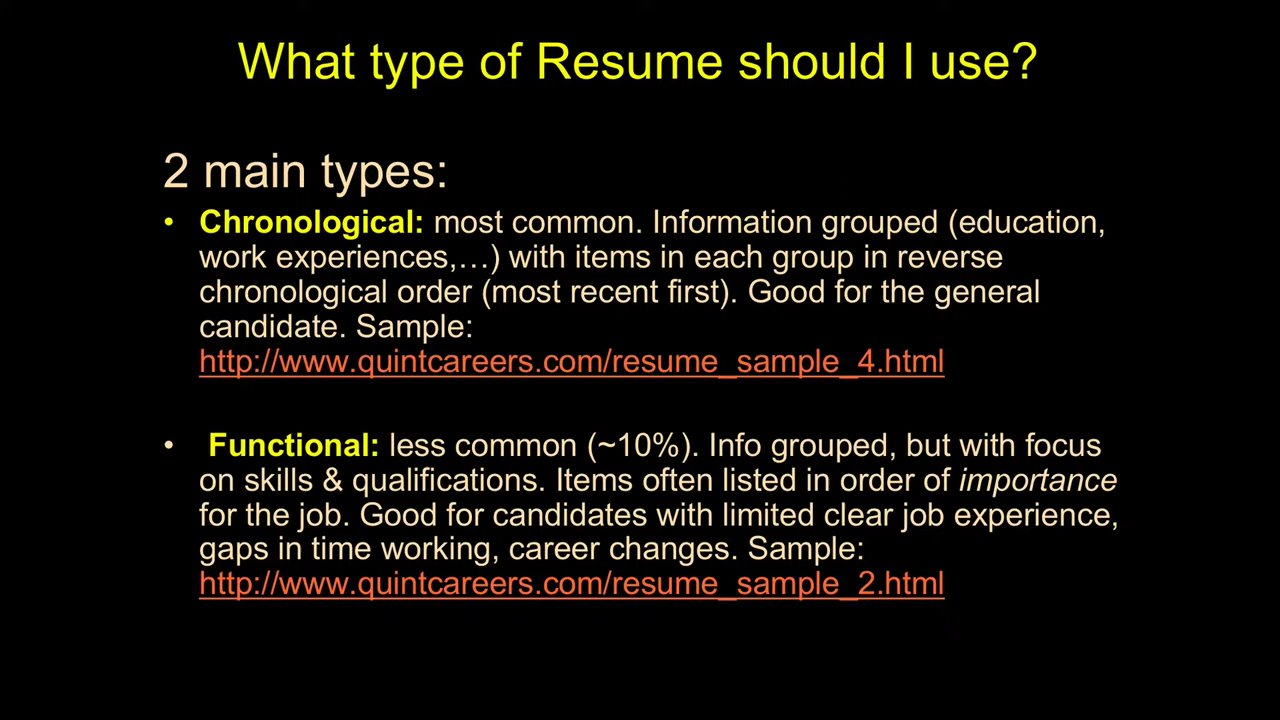 What type of Resume should I use?
2 main types:
• Chronological: most common. Information grouped (education,
work experiences,…) with items in each group in reverse
chronological order (most recent first). Good for the general
candidate. Sample:
http://www.quintcareers.com/resume_sample_4.html
• Functional: less common (~10%). Info grouped, but with focus
on skills & qualifications. Items often listed in order of importance
for the job. Good for candidates with limited clear job experience,
gaps in time working, career changes. Sample:
http://www.quintcareers.com/resume_sample_2.html